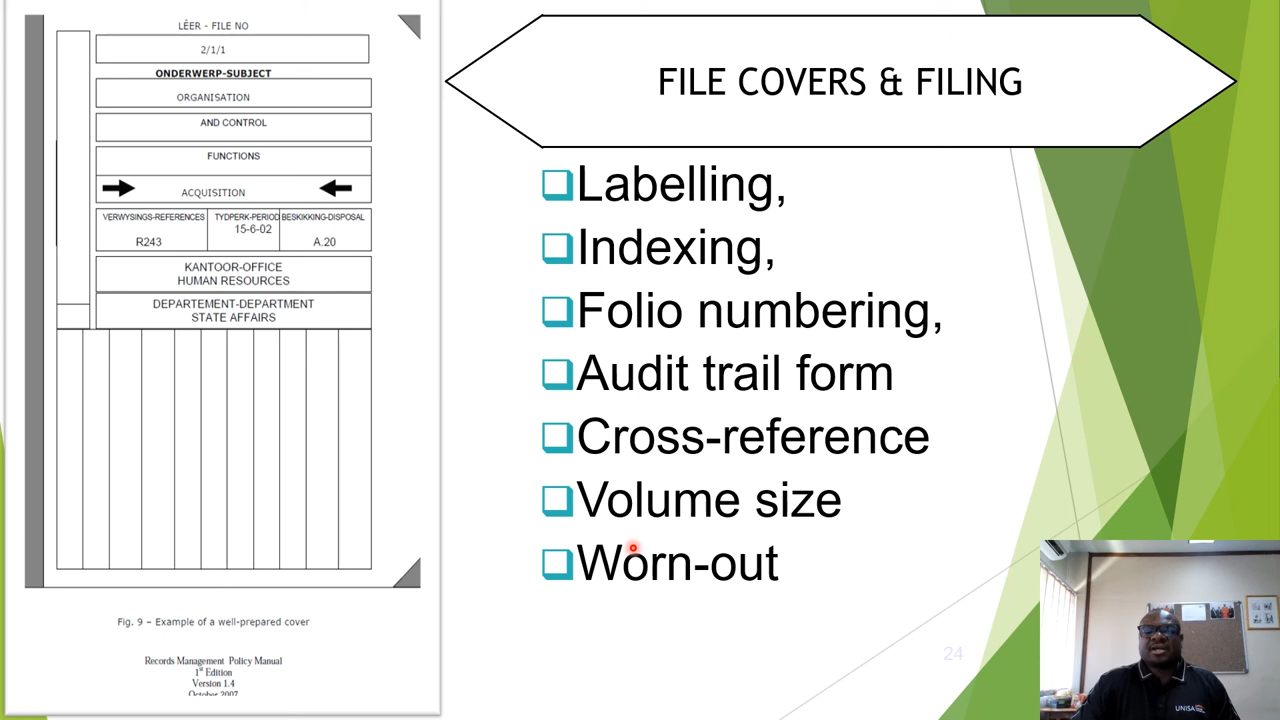 LÊER - FILE NO
2/1/1
ONDERWERP-SUBJECT
ORGANISATION
AND CONTROL
FUNCTIONS
ACQUISITION
VERWYSINGS-REFERENCES TYDPERK-PERIOD BESKIKKING-DISPOSAL
R243 15-6-02 A.20
KANTOOR-OFFICE
HUMAN RESOURCES
DEPARTEMENT-DEPARTMENT
STATE AFFAIRS
Fig. 9 – Example of a well-prepared cover
Records Management Policy Manual
1st Edition
Version 1.4
October 2007
FILE COVERS & FILING
Labelling,
Indexing,
Folio numbering,
Audit trail form
Cross-reference
Volume size
Worn-out
24
UNISA